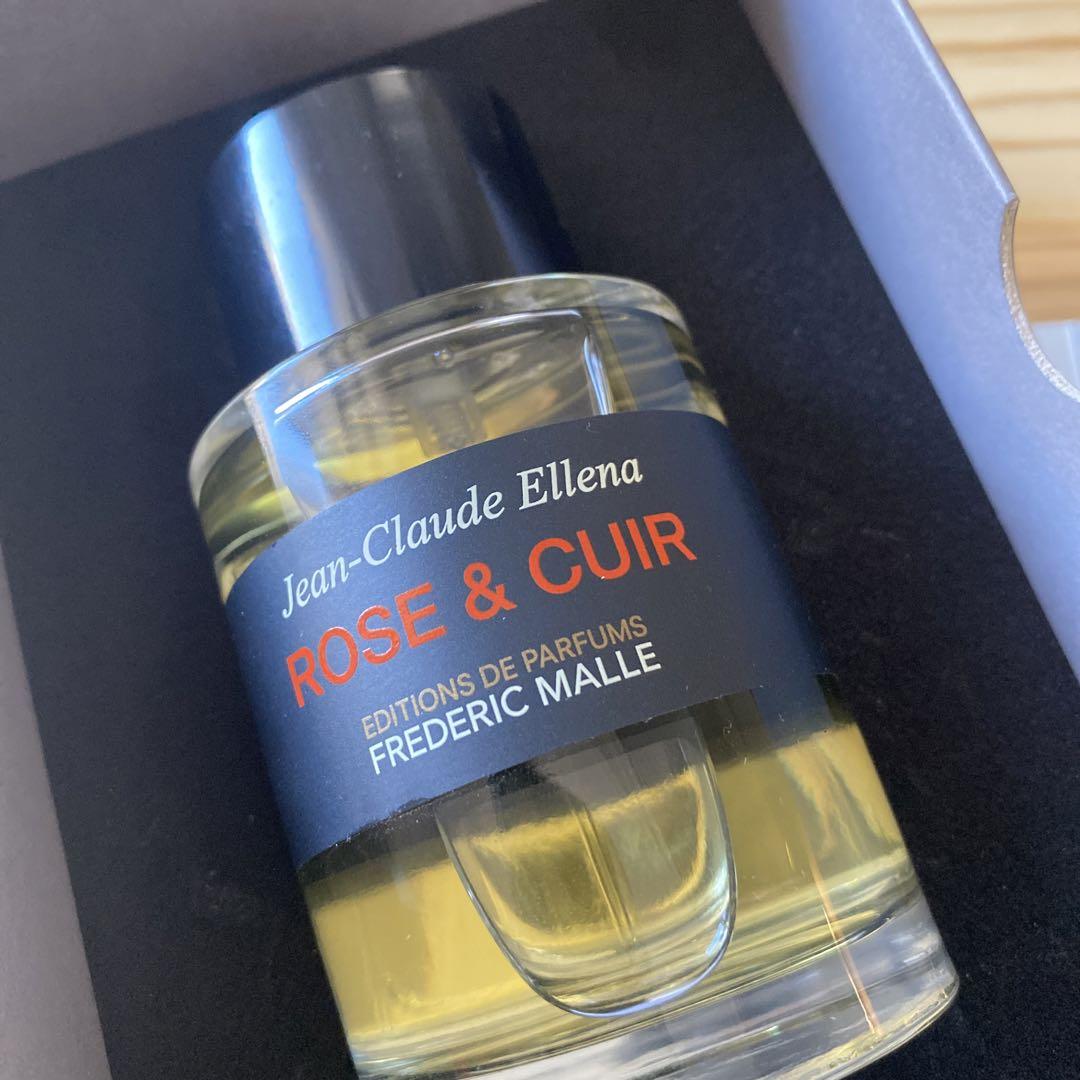 Jean-Claude Ellena
ROSE & CUIR
EDITIONS DE PARFUMS
FREDERIC MALLE